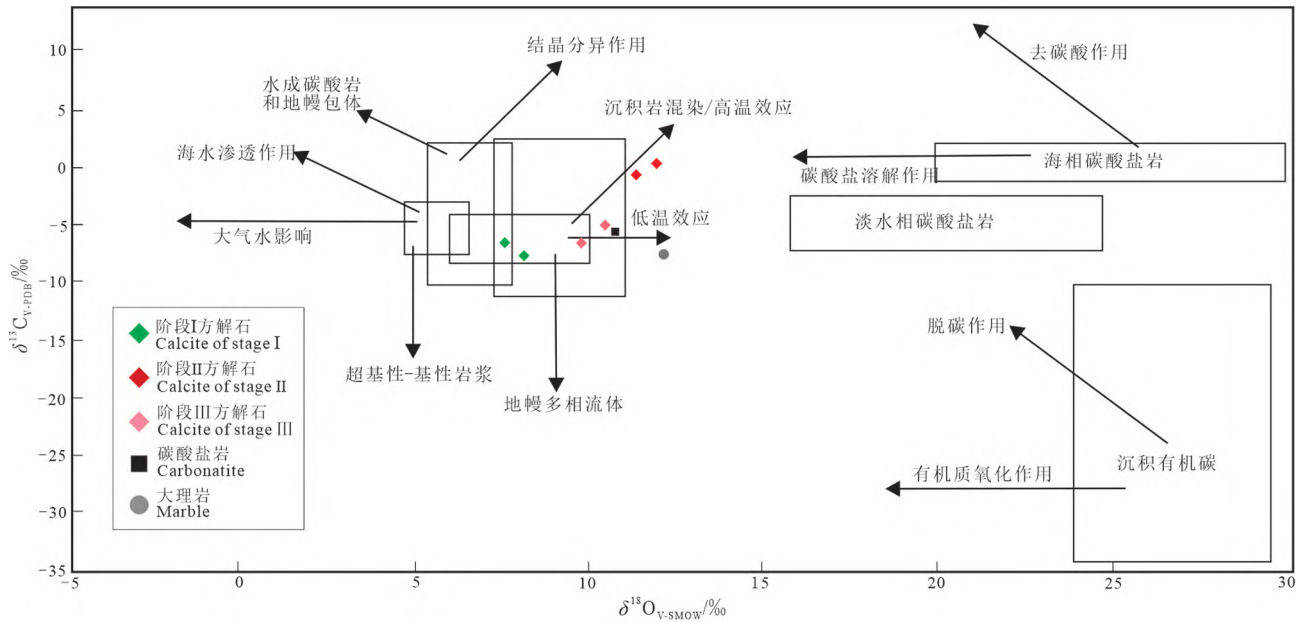 结晶分异作用
去碳酸作用
水成碳酸岩
和地幔包体
沉积岩混染/高温效应
海水渗透作用
海相碳酸盐岩
碳酸盐溶解作用
低温效应
淡水相碳酸盐岩
大气水影响
脱碳作用
超基性-基性岩浆
地幔多相流体
沉积有机碳
有机质氧化作用
阶段I方解石
Calcite of stage I
阶段II方解石
Calcite of stage II
阶段III方解石
Calcite of stage III
碳酸盐岩
Carbonatite
大理岩
Marble
10
5
0
-5
-10
-15
-20
-25
-30
-35
δ¹³C V-PDB/‰
-5
0
5
10
15
20
25
30
δ¹⁸O V-SMOW/‰